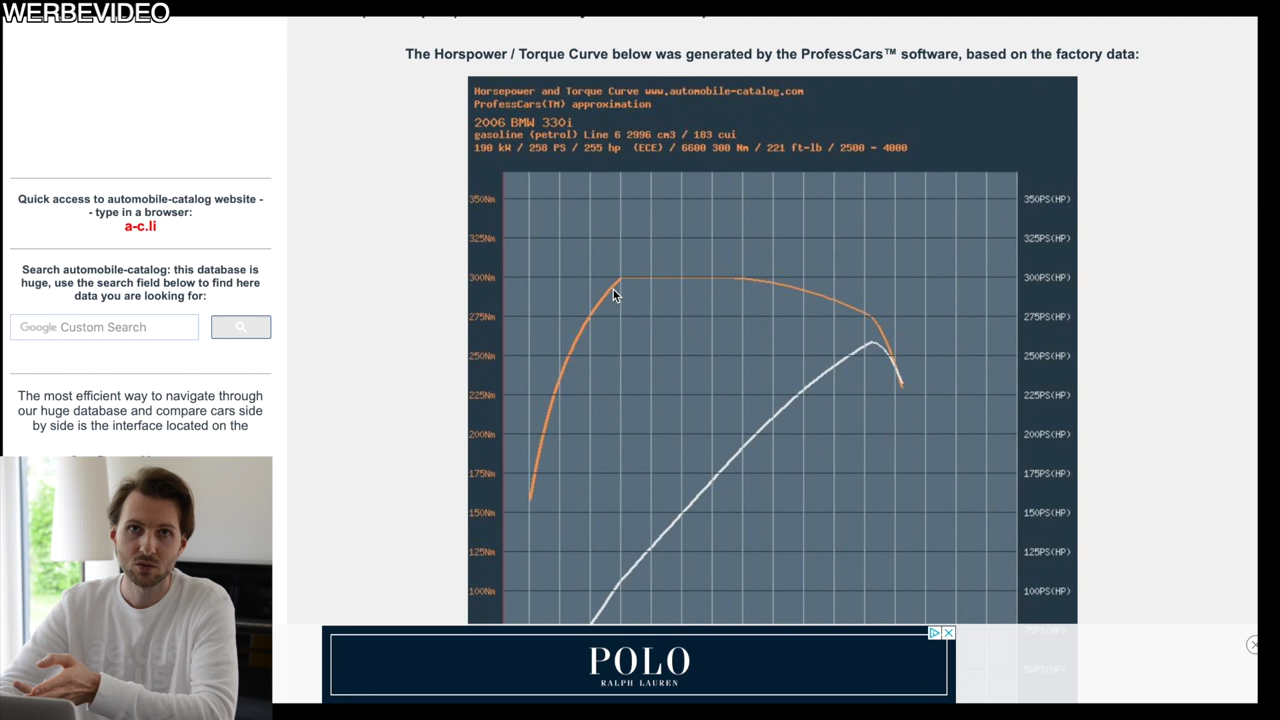 WERBEVIDEO
The Horspower / Torque Curve below was generated by the ProfessCars™ software, based on the factory data:
Horsepower and Torque Curve www.automobile-catalog.com
ProfessCars(TM) approximation
2006 BMW 330i
gasoline (petrol) Line 6 2996 cm3 / 183 cui
190 kW / 258 PS / 255 hp (ECE) / 6600 300 Nm / 221 ft-lb / 2500 - 4000
350Nm 350PS(HP)
325Nm 325PS(HP)
300Nm 300PS(HP)
275Nm 275PS(HP)
250Nm 250PS(HP)
225Nm 225PS(HP)
200Nm 200PS(HP)
175Nm 175PS(HP)
150Nm 150PS(HP)
125Nm 125PS(HP)
100Nm 100PS(HP)
75PS(HP)
50PS(HP)
Quick access to automobile-catalog website -
- type in a browser:
a-c.li
Search automobile-catalog: this database is
huge, use the search field below to find here
data you are looking for:
Google Custom Search
The most efficient way to navigate through
our huge database and compare cars side
by side is the interface located on the
POLO
RALPH LAUREN